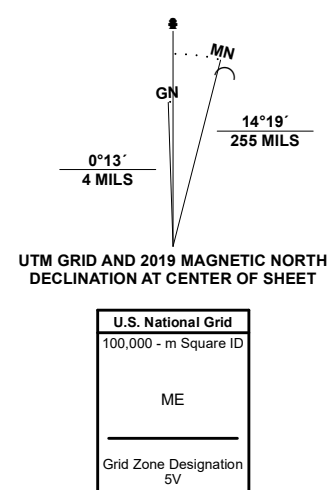 MN
GN
14°19´
255 MILS
0°13´
4 MILS
UTM GRID AND 2019 MAGNETIC NORTH
DECLINATION AT CENTER OF SHEET
U.S. National Grid
100,000 - m Square ID
ME
Grid Zone Designation
5V